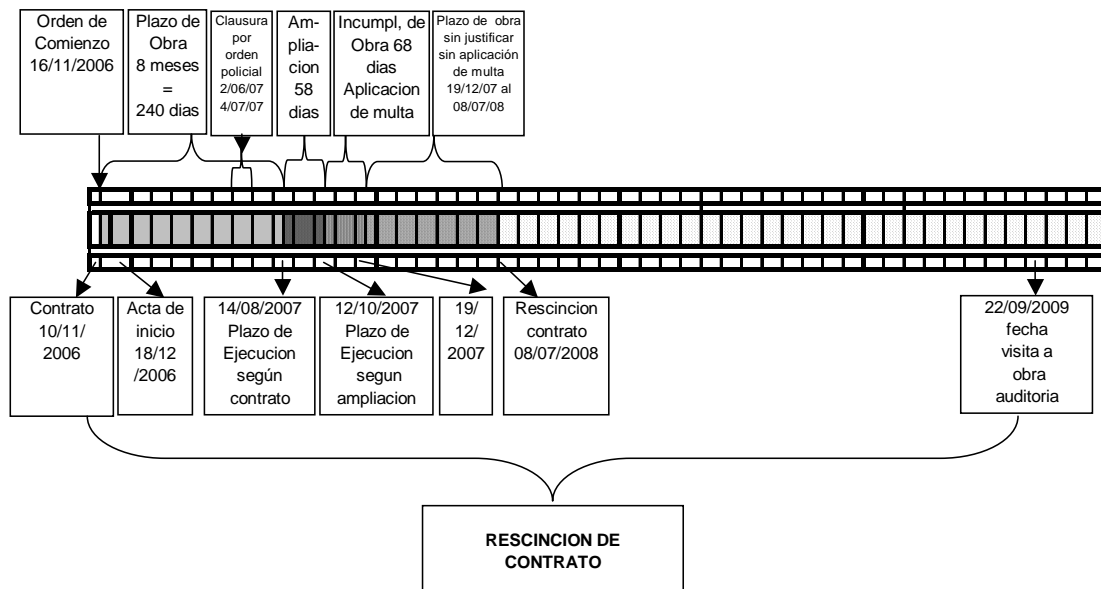 Orden de
Comienzo
16/11/2006
Plazo de
Obra
8 meses
=
240 dias
Clausura
por
orden
policial
2/06/07
4/07/07
Am-
plia-
cion
58
dias
Incumpl, de
Obra 68
dias
Aplicacion
de multa
Plazo de obra
sin justificar
sin aplicación
de multa
19/12/07 al
08/07/08
Contrato
10/11/
2006
Acta de
inicio
18/12
/2006
14/08/2007
Plazo de
Ejecucion
según
contrato
12/10/2007
Plazo de
Ejecucion
segun
ampliacion
19/
12/
2007
Rescincion
contrato
08/07/2008
22/09/2009
fecha
visita a
obra
auditoria
RESCINCION DE
CONTRATO